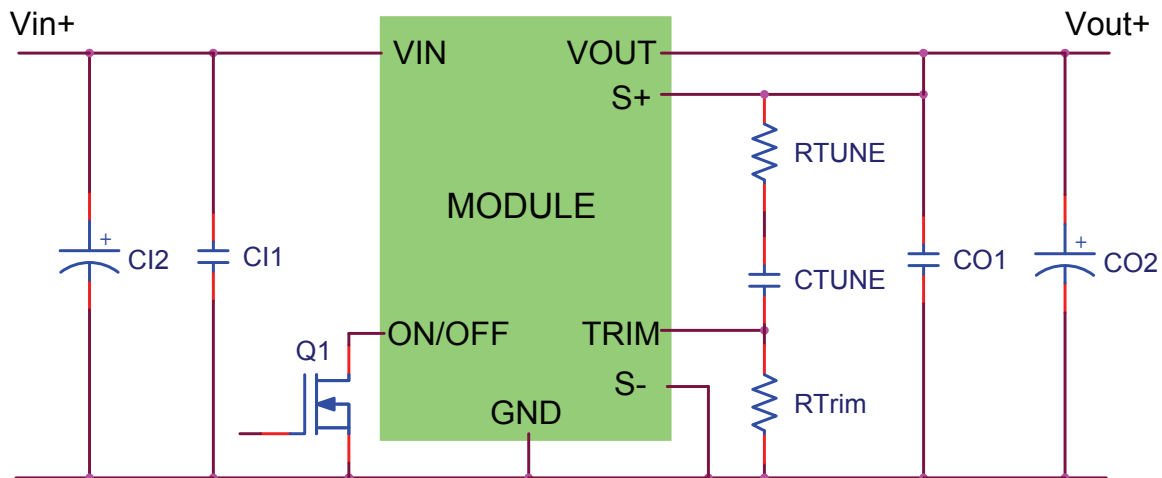 Vin+
Vout+
VIN
VOUT
S+
RTUNE
MODULE
+
CI2
CI1
CTUNE
CO1
+
CO2
ON/OFF
TRIM
Q1
S-
RTrim
GND